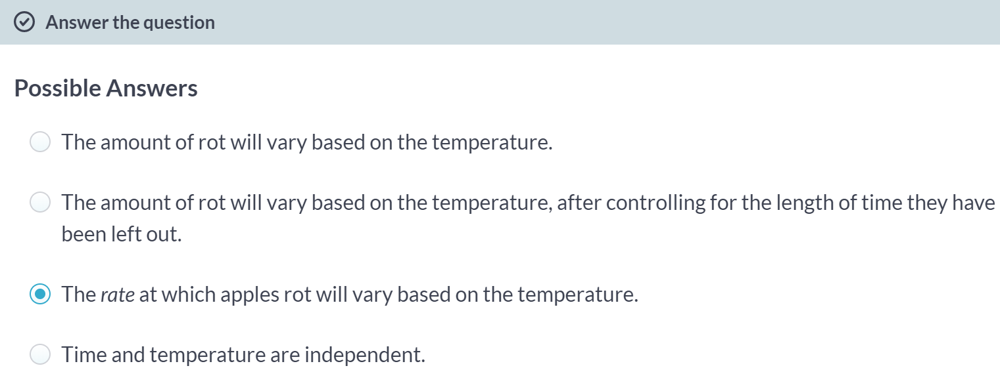 Answer the question
Possible Answers
The amount of rot will vary based on the temperature.
The amount of rot will vary based on the temperature, after controlling for the length of time they have
been left out.
The rate at which apples rot will vary based on the temperature.
Time and temperature are independent.